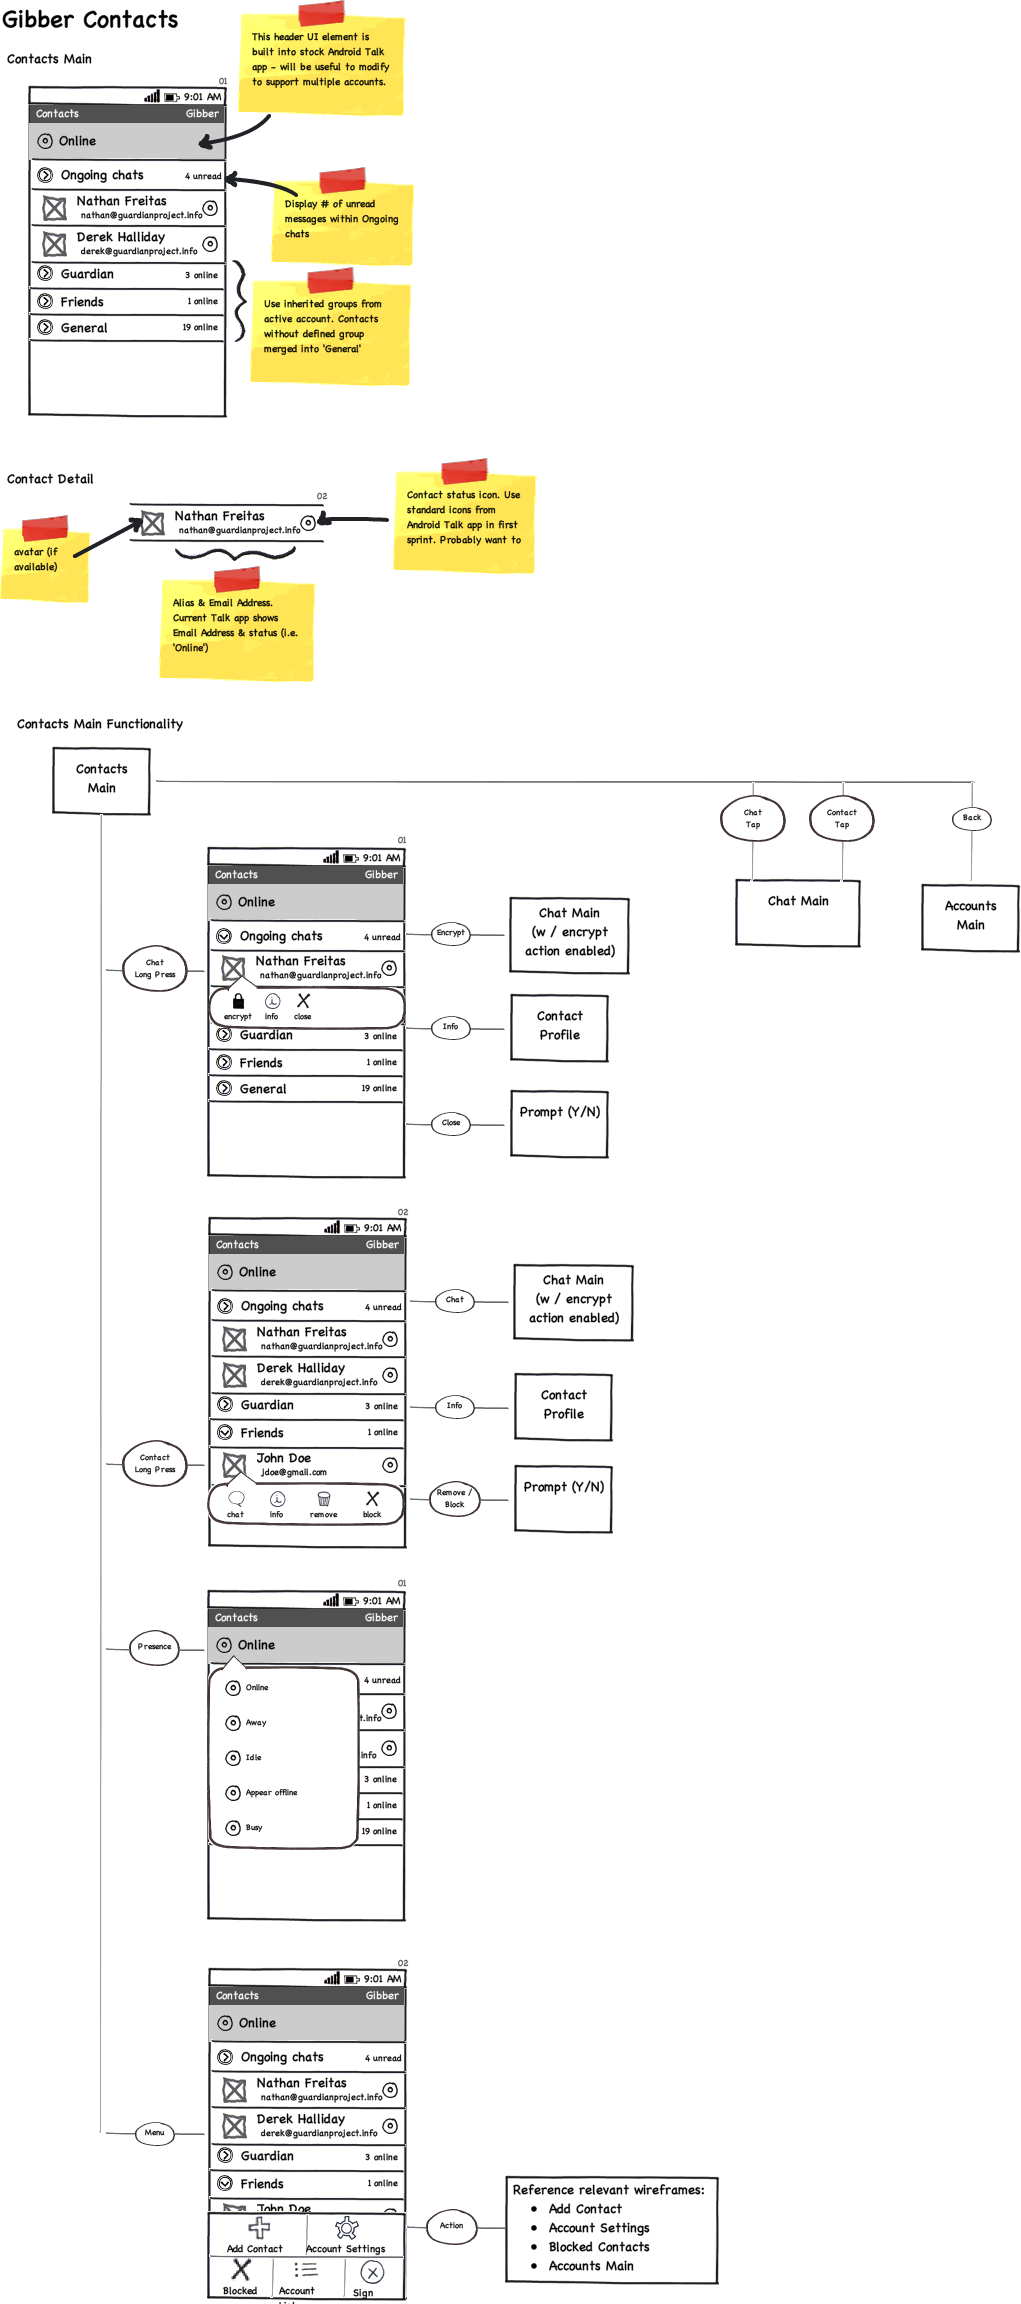 Gibber Contacts
Contacts Main
This header UI element is
built into stock Android Talk
app – will be useful to modify
to support multiple accounts.
01
9:01 AM
Contacts Gibber
Online
Ongoing chats 4 unread
Nathan Freitas
nathan@guardianproject.info
Derek Halliday
derek@guardianproject.info
Guardian 3 online
Friends 1 online
General 19 online
Display # of unread
messages within Ongoing
chats
Use inherited groups from
active account. Contacts
without defined group
merged into 'General'
Contact Detail
02
Nathan Freitas
nathan@guardianproject.info
avatar (if
available)
Contact status icon. Use
standard icons from
Android Talk app in first
sprint. Probably want to
Alias & Email Address.
Current Talk app shows
Email Address & status (i.e.
'Online')
Contacts Main Functionality
Contacts
Main
Chat
Tap
Contact
Tap
Back
Chat Main
Accounts
Main
01
9:01 AM
Contacts Gibber
Online
Ongoing chats 4 unread
Nathan Freitas
nathan@guardianproject.info
encrypt info close
Guardian 3 online
Friends 1 online
General 19 online
Chat
Long Press
Encrypt
Chat Main
(w / encrypt
action enabled)
Info
Contact
Profile
Close
Prompt (Y/N)
02
9:01 AM
Contacts Gibber
Online
Ongoing chats 4 unread
Nathan Freitas
nathan@guardianproject.info
Derek Halliday
derek@guardianproject.info
Guardian 3 online
Friends 1 online
John Doe
jdoe@gmail.com
chat info remove block
Contact
Long Press
Chat
Chat Main
(w / encrypt
action enabled)
Info
Contact
Profile
Remove /
Block
Prompt (Y/N)
01
9:01 AM
Contacts Gibber
Online
Presence
Online
Away
Idle
Appear offline
Busy
4 unread
t.info
info
3 online
1 online
19 online
02
9:01 AM
Contacts Gibber
Online
Ongoing chats 4 unread
Nathan Freitas
nathan@guardianproject.info
Derek Halliday
derek@guardianproject.info
Guardian 3 online
Friends 1 online
John Doe
Add Contact Account Settings
Blocked Account Sign
Menu
Action
Reference relevant wireframes:
• Add Contact
• Account Settings
• Blocked Contacts
• Accounts Main